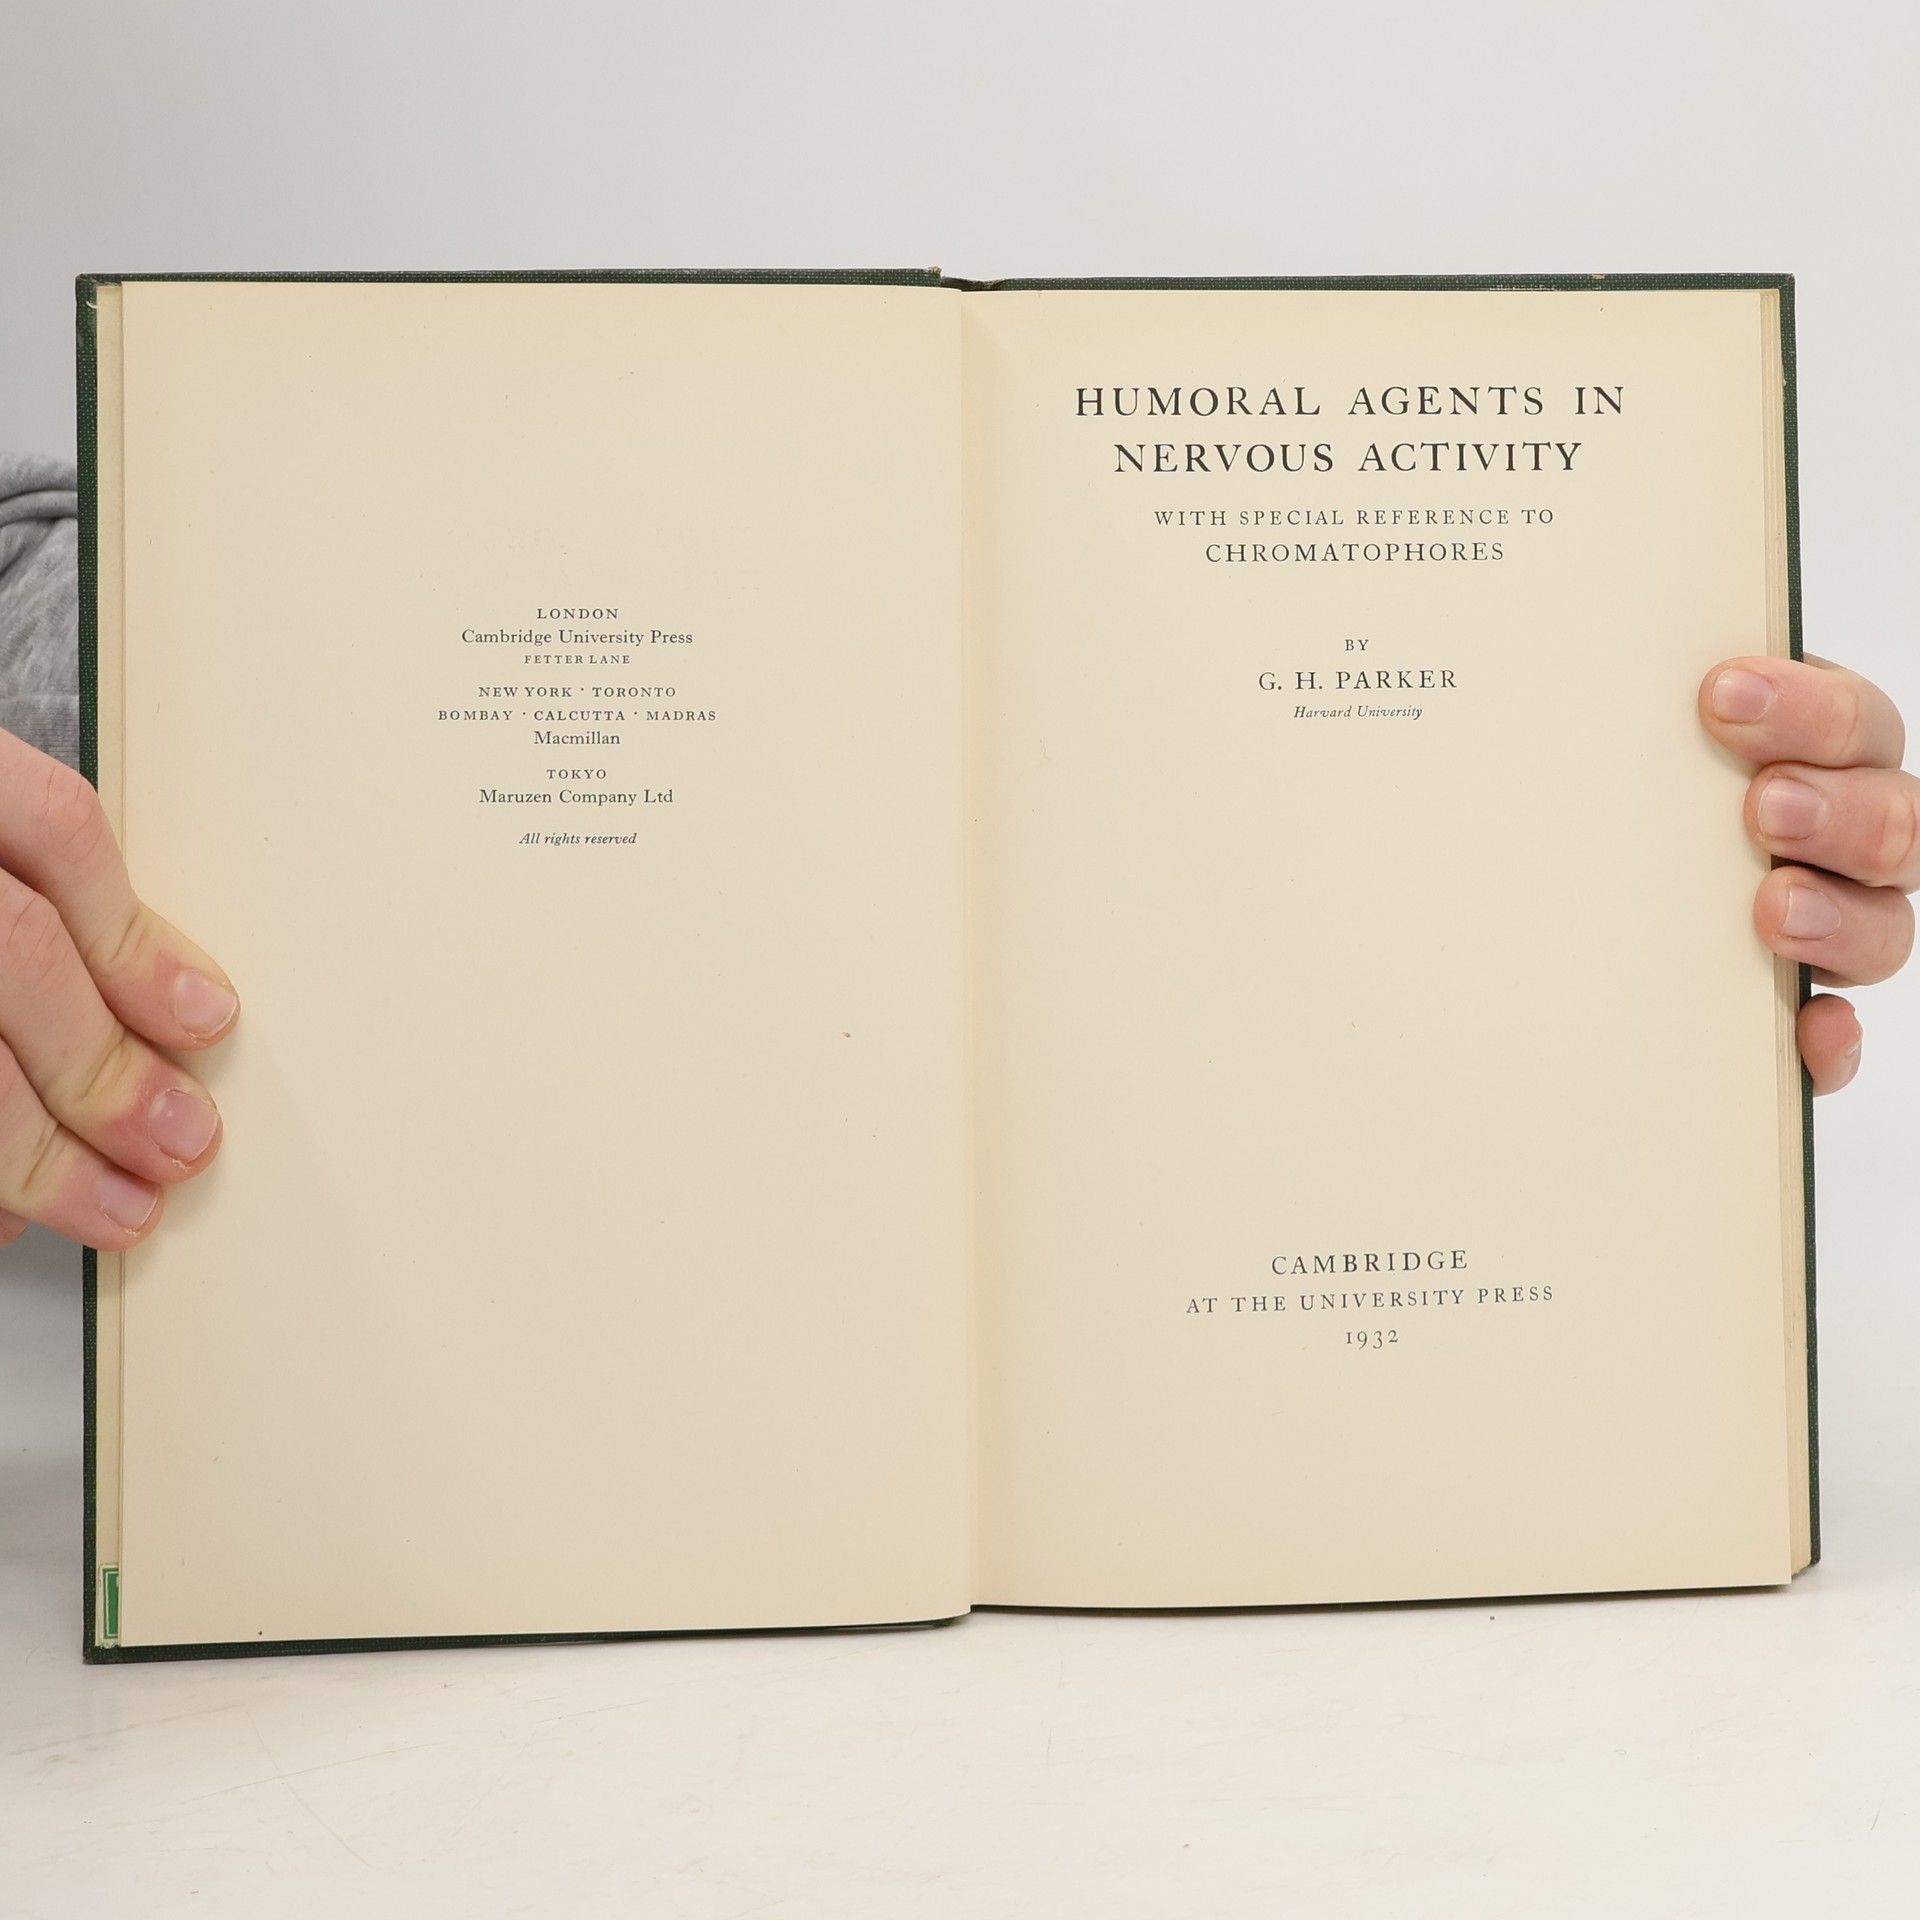 LONDON
Cambridge University Press
FETTER LANE
NEW YORK · TORONTO
BOMBAY · CALCUTTA · MADRAS
Macmillan
TOKYO
Maruzen Company Ltd
All rights reserved
HUMORAL AGENTS IN
NERVOUS ACTIVITY
WITH SPECIAL REFERENCE TO
CHROMATOPHORES
BY
G. H. PARKER
Harvard University
CAMBRIDGE
AT THE UNIVERSITY PRESS
1932